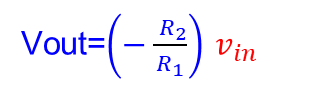 Vout=(− R₂/R₁) vᵢₙ